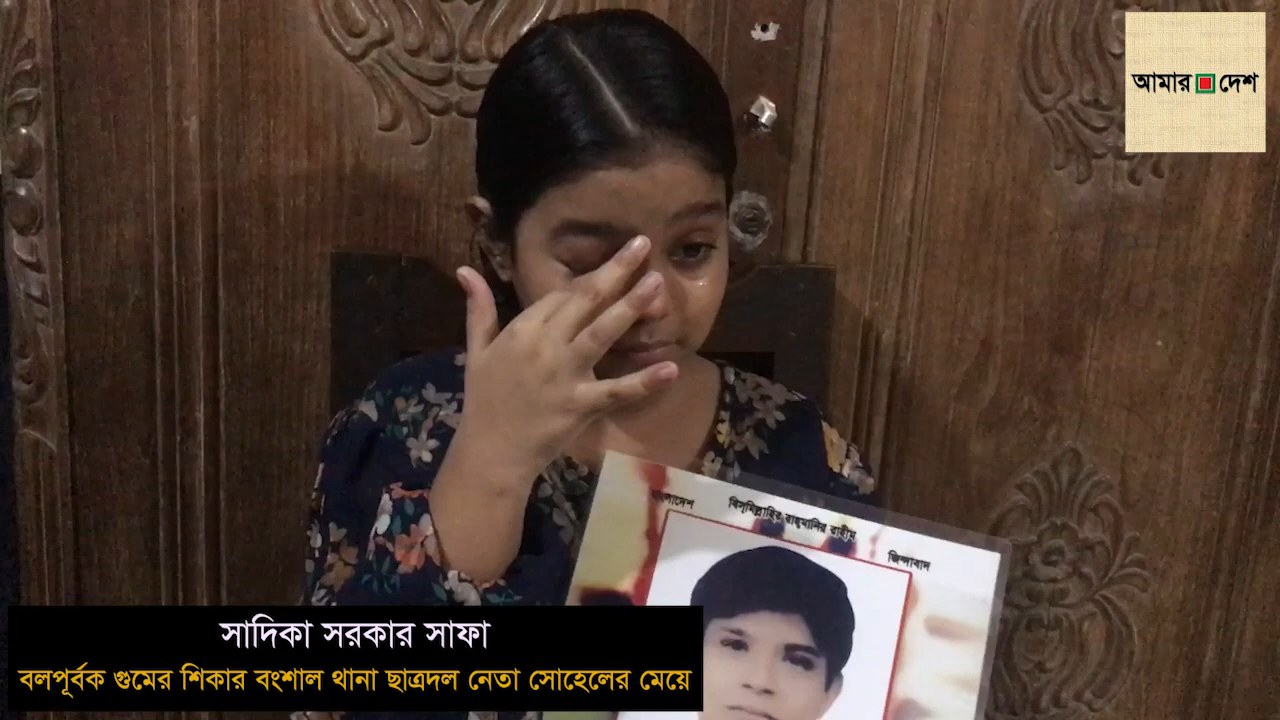 আমার দেশ
বিস্‌মিল্লাহির রাহ্‌মানির রাহীম
জিন্দাবাদ
সাদিকা সরকার সাফা
বলপূর্বক গুমের শিকার বংশাল থানা ছাত্রদল নেতা সোহেলের মেয়ে